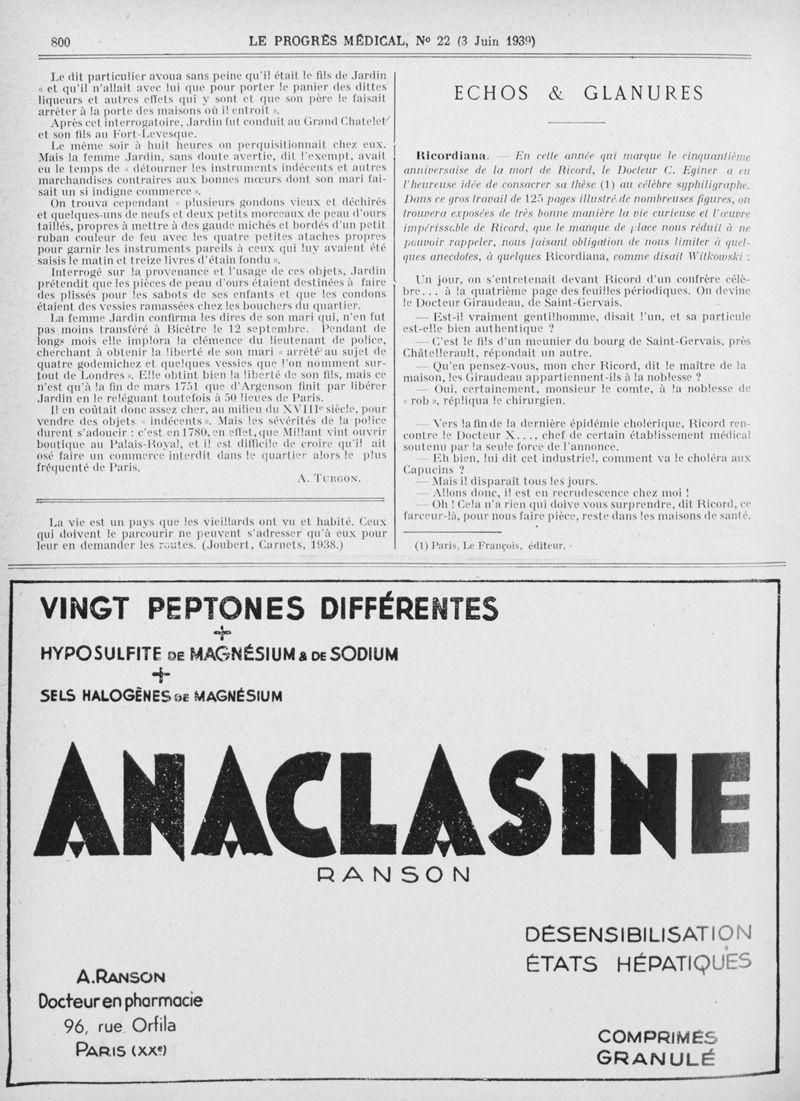 800
LE PROGRÈS MÉDICAL, No 22 (3 Juin 1939)
Le dit particulier avoua sans peine qu'il était le fils de Jardin
« et qu'il n'allait avec lui que pour porter le panier des dittes
liqueurs et autres effets qui y sont et que son père le faisait
arrêter à la porte des maisons où il entroit ».
Après cet interrogatoire, Jardin fut conduit au Grand Chatelet
et son fils au Fort-Levesque.
Le même soir à huit heures on perquisitionnait chez eux.
Mais la femme Jardin, sans doute avertie, dit l'exempt, avait
eu le temps de « détourner les instruments indécents et autres
marchandises contraires aux bonnes mœurs dont son mari fai-
sait un si indigne commerce ».
On trouva cependant « plusieurs gondons vieux et déchirés
et quelques-uns de neufs et deux petits morceaux de peau d'ours
taillés, propres à mettre à des gaude michés et bordés d'un petit
ruban couleur de feu avec les quatre petites ataches propres
pour garnir les instruments pareils à ceux qui luy avaient été
saisis le matin et treize livres d'étain fondu ».
Interrogé sur la provenance et l'usage de ces objets, Jardin
prétendit que les pièces de peau d'ours étaient destinées à faire
des plissés pour les sabots de ses enfants et que les condons
étaient des vessies ramassées chez les bouchers du quartier.
La femme Jardin confirma les dires de son mari qui, n'en fut
pas moins transféré à Bicêtre le 12 septembre. Pendant de
longs mois elle implora la clémence du lieutenant de police,
cherchant à obtenir la liberté de son mari « arrêté au sujet de
quatre godemichez et quelques vessies que l'on nomment sur-
tout de Londres ». Elle obtint bien la liberté de son fils, mais ce
n'est qu'à la fin de mars 1751 que d'Argenson finit par libérer
Jardin en le reléguant toutefois à 50 lieues de Paris.
Il en coûtait donc assez cher, au milieu du XVIIIe siècle, pour
vendre des objets « indécents ». Mais les sévérités de la police
durent s'adoucir : c'est en 1780, en effet, que Millant vint ouvrir
boutique au Palais-Royal, et il est difficile de croire qu'il ait
osé faire un commerce interdit dans le quartier alors le plus
fréquenté de Paris.
A. TURGON.
La vie est un pays que les vieillards ont vu et habité. Ceux
qui doivent le parcourir ne peuvent s'adresser qu'à eux pour
leur en demander les routes. (Joubert, Carnets, 1938.)
ECHOS & GLANURES
Ricordiana. — En cette année qui marque le cinquantième
anniversaise de la mort de Ricord, le Docteur C. Eginer a eu
l'heureuse idée de consacrer sa thèse (1) au célèbre syphiligraphe.
Dans ce gros travail de 125 pages illustré de nombreuses figures, on
trouvera exposées de très bonne manière la vie curieuse et l'œuvre
impérissable de Ricord, que le manque de place nous réduit à ne
pouvoir rappeler, nous faisant obligation de nous limiter à quel-
ques anecdotes, à quelques Ricordiana, comme disait Witkowski :
Un jour, on s'entretenait devant Ricord d'un confrère célè-
bre... à la quatrième page des feuilles périodiques. On devine
le Docteur Giraudeau, de Saint-Gervais.
— Est-il vraiment gentilhomme, disait l'un, et sa particule
est-elle bien authentique ?
— C'est le fils d'un meunier du bourg de Saint-Gervais, près
Châtellerault, répondait un autre.
— Qu'en pensez-vous, mon cher Ricord, dit le maître de la
maison, les Giraudeau appartiennent-ils à la noblesse ?
— Oui, certainement, monsieur le comte, à la noblesse de
« rob », répliqua le chirurgien.
— Vers la fin de la dernière épidémie cholérique, Ricord ren-
contre le Docteur X..., chef de certain établissement médical
soutenu par la seule force de l'annonce.
— Eh bien, lui dit cet industriel, comment va le choléra aux
Capucins ?
— Mais il disparaît tous les jours.
— Allons donc, il est en recrudescence chez moi !
— Oh ! Cela n'a rien qui doive vous surprendre, dit Ricord, ce
farceur-là, pour nous faire pièce, reste dans les maisons de santé.
(1) Paris, Le François, éditeur.
VINGT PEPTONES DIFFÉRENTES
+
HYPOSULFITE DE MAGNÉSIUM & DE SODIUM
+
SELS HALOGÈNES DE MAGNÉSIUM
ANACLASINE
RANSON
DÉSENSIBILISATION
ÉTATS HÉPATIQUES
A. RANSON
Docteur en pharmacie
96, rue Orfila
PARIS (XXe)
COMPRIMÉS
GRANULÉ